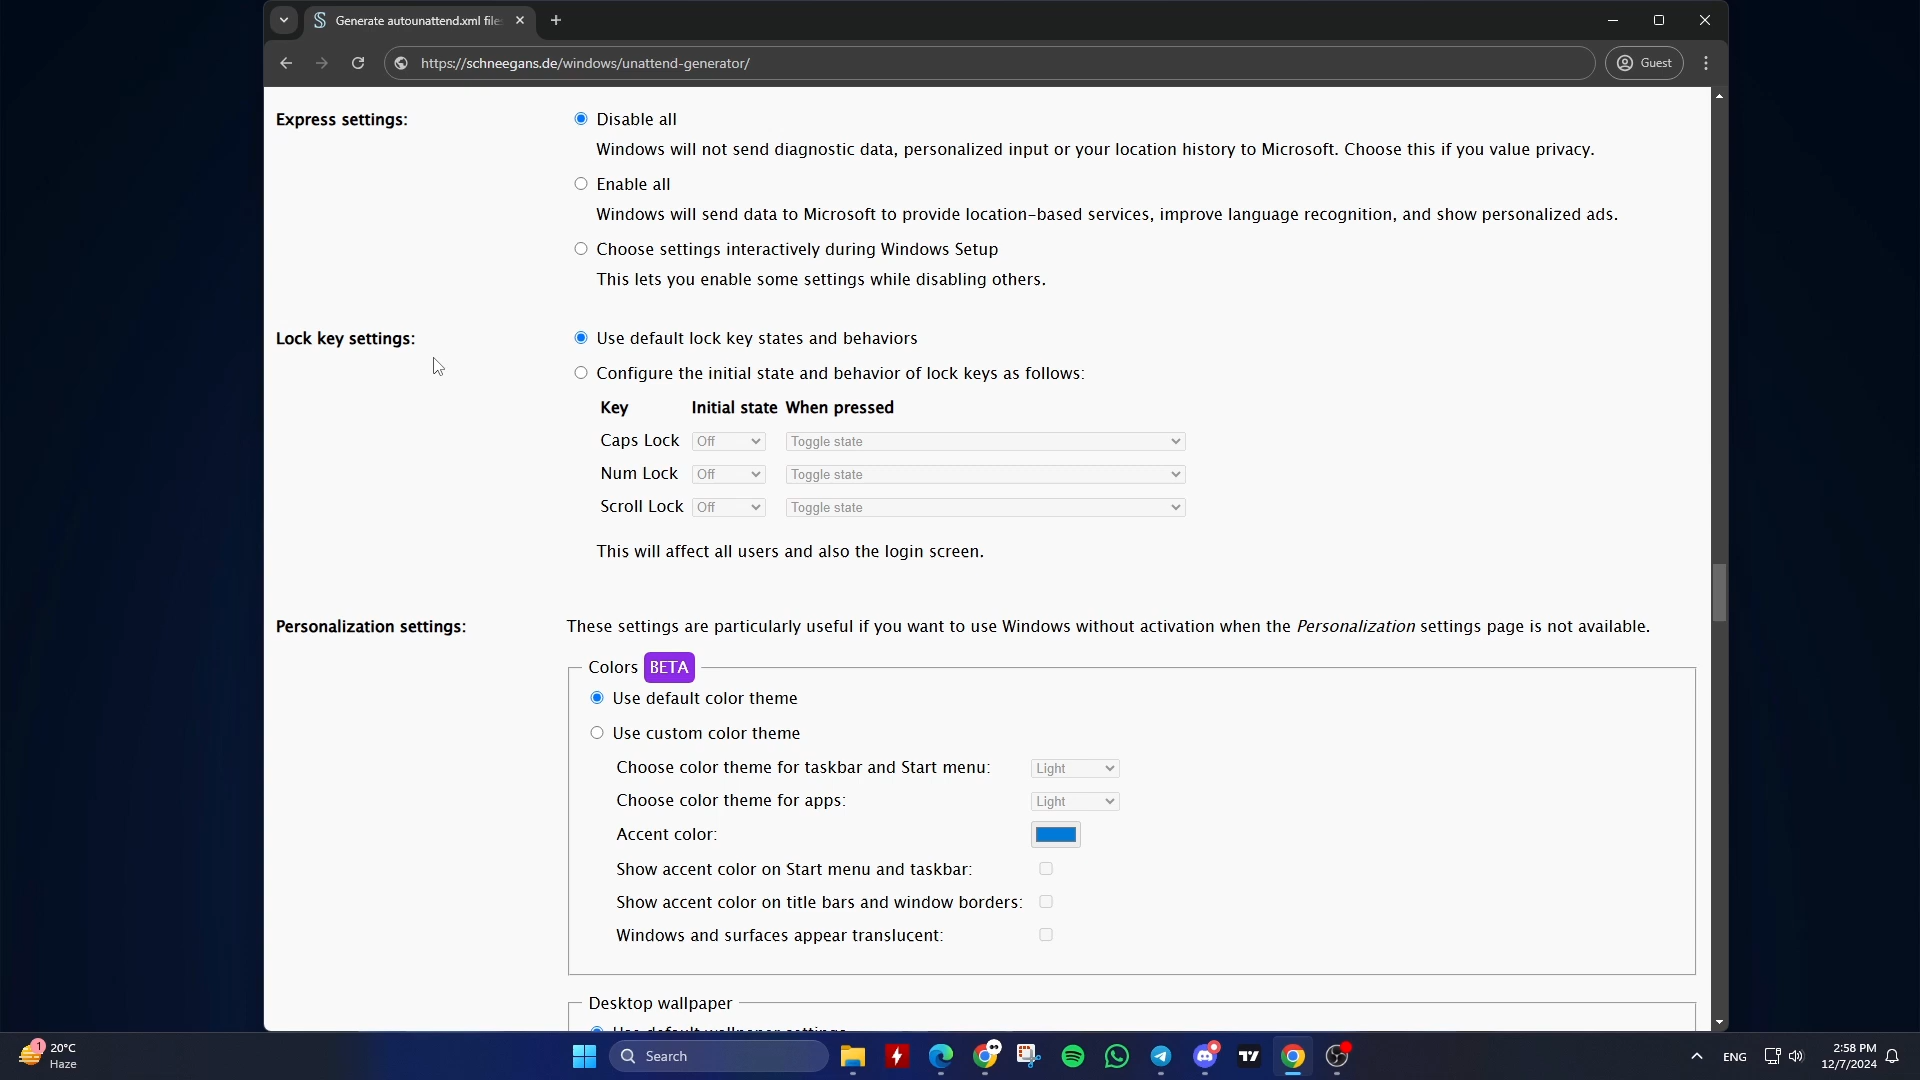 Generate autounattend.xml file
https://schneegans.de/windows/unattend-generator/
Guest
Express settings:
Disable all
Windows will not send diagnostic data, personalized input or your location history to Microsoft. Choose this if you value privacy.
Enable all
Windows will send data to Microsoft to provide location-based services, improve language recognition, and show personalized ads.
Choose settings interactively during Windows Setup
This lets you enable some settings while disabling others.
Lock key settings:
Use default lock key states and behaviors
Configure the initial state and behavior of lock keys as follows:
Key Initial state When pressed
Caps Lock Off Toggle state
Num Lock Off Toggle state
Scroll Lock Off Toggle state
This will affect all users and also the login screen.
Personalization settings:
These settings are particularly useful if you want to use Windows without activation when the Personalization settings page is not available.
Colors BETA
Use default color theme
Use custom color theme
Choose color theme for taskbar and Start menu: Light
Choose color theme for apps: Light
Accent color:
Show accent color on Start menu and taskbar:
Show accent color on title bars and window borders:
Windows and surfaces appear translucent:
Desktop wallpaper
Use default wallpaper settings
1
20°C
Haze
Search
ENG
2:58 PM
12/7/2024